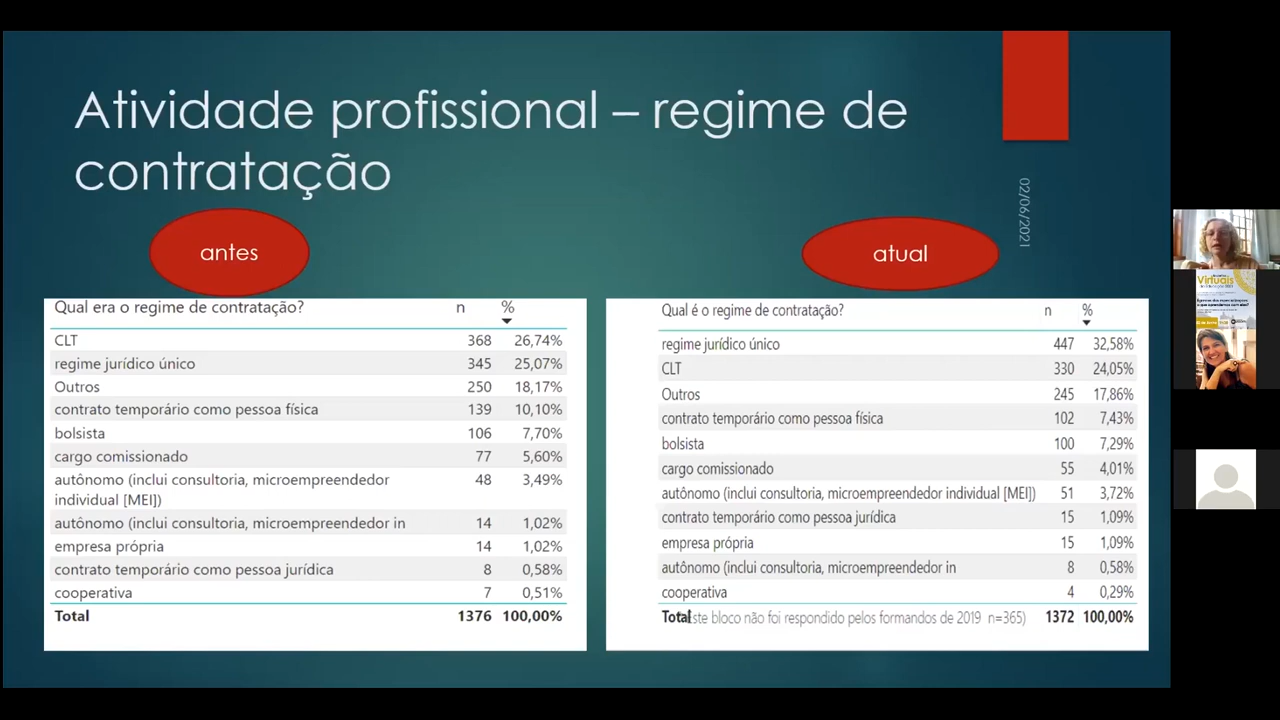 Atividade profissional – regime de
contratação
02/06/2021
antes
atual
Qual era o regime de contratação? n %
CLT 368 26,74%
regime jurídico único 345 25,07%
Outros 250 18,17%
contrato temporário como pessoa física 139 10,10%
bolsista 106 7,70%
cargo comissionado 77 5,60%
autônomo (inclui consultoria, microempreendedor 48 3,49%
individual [MEI])
autônomo (inclui consultoria, microempreendedor in 14 1,02%
empresa própria 14 1,02%
contrato temporário como pessoa jurídica 8 0,58%
cooperativa 7 0,51%
Total 1376 100,00%
Qual é o regime de contratação? n %
regime jurídico único 447 32,58%
CLT 330 24,05%
Outros 245 17,86%
contrato temporário como pessoa física 102 7,43%
bolsista 100 7,29%
cargo comissionado 55 4,01%
autônomo (inclui consultoria, microempreendedor individual [MEI]) 51 3,72%
contrato temporário como pessoa jurídica 15 1,09%
empresa própria 15 1,09%
autônomo (inclui consultoria, microempreendedor in 8 0,58%
cooperativa 4 0,29%
Total ste bloco não foi respondido pelos formandos de 2019 n=365) 1372 100,00%
Virtuais